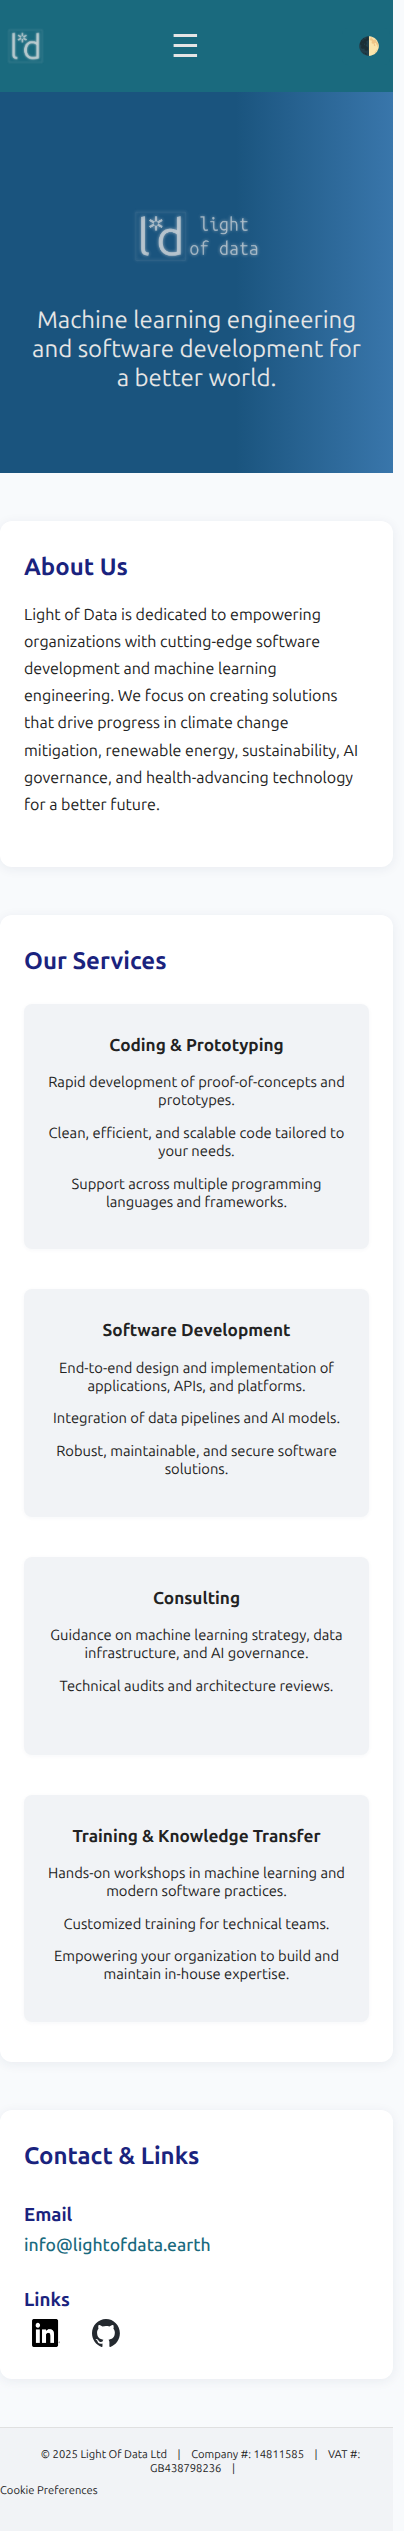 l*d
l*d light
of data
Machine learning engineering
and software development for
a better world.
About Us
Light of Data is dedicated to empowering
organizations with cutting-edge software
development and machine learning
engineering. We focus on creating solutions
that drive progress in climate change
mitigation, renewable energy, sustainability, AI
governance, and health-advancing technology
for a better future.
Our Services
Coding & Prototyping
Rapid development of proof-of-concepts and
prototypes.
Clean, efficient, and scalable code tailored to
your needs.
Support across multiple programming
languages and frameworks.
Software Development
End-to-end design and implementation of
applications, APIs, and platforms.
Integration of data pipelines and AI models.
Robust, maintainable, and secure software
solutions.
Consulting
Guidance on machine learning strategy, data
infrastructure, and AI governance.
Technical audits and architecture reviews.
Training & Knowledge Transfer
Hands-on workshops in machine learning and
modern software practices.
Customized training for technical teams.
Empowering your organization to build and
maintain in-house expertise.
Contact & Links
Email
info@lightofdata.earth
Links
in
© 2025 Light Of Data Ltd | Company #: 14811585 | VAT #:
GB438798236 |
Cookie Preferences